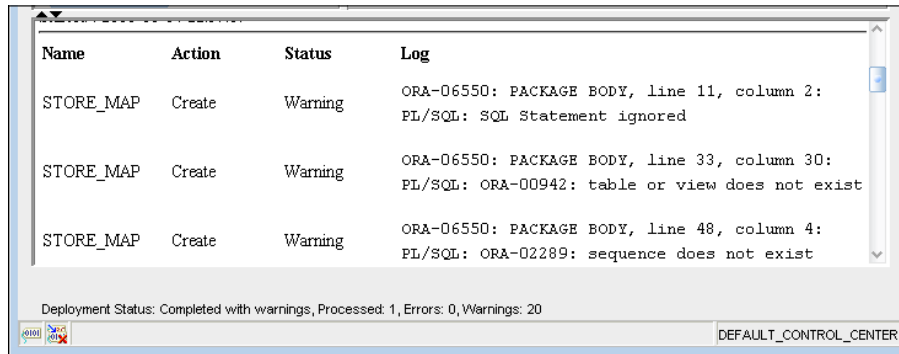 Name Action Status Log
STORE_MAP Create Warning ORA-06550: PACKAGE BODY, line 11, column 2:
PL/SQL: SQL Statement ignored
STORE_MAP Create Warning ORA-06550: PACKAGE BODY, line 33, column 30:
PL/SQL: ORA-00942: table or view does not exist
STORE_MAP Create Warning ORA-06550: PACKAGE BODY, line 48, column 4:
PL/SQL: ORA-02289: sequence does not exist
Deployment Status: Completed with warnings, Processed: 1, Errors: 0, Warnings: 20
DEFAULT_CONTROL_CENTER